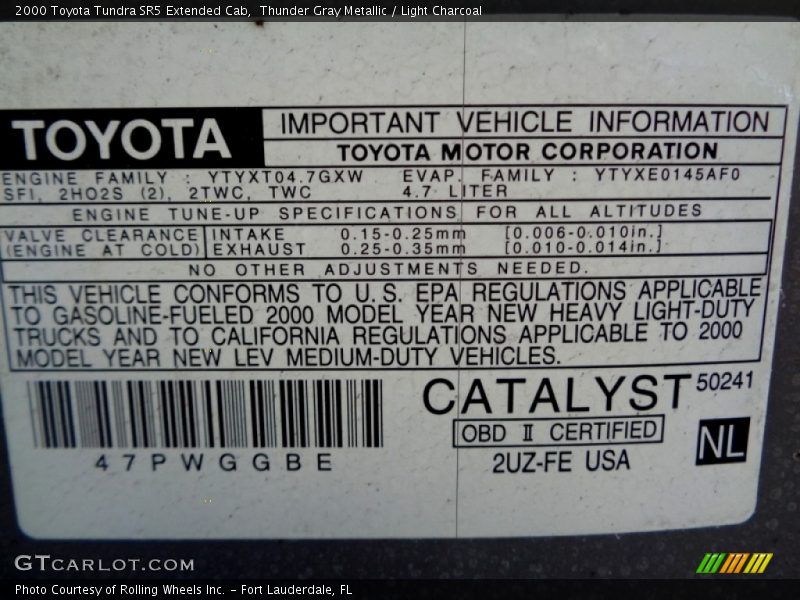 2000 Toyota Tundra SR5 Extended Cab,  Thunder Gray Metallic / Light Charcoal
TOYOTA
IMPORTANT VEHICLE INFORMATION
TOYOTA MOTOR CORPORATION
ENGINE FAMILY : YTYXT04.7GXW EVAP. FAMILY : YTYXE0145AF0
SFI, 2HO2S (2), 2TWC, TWC 4.7 LITER
ENGINE TUNE-UP SPECIFICATIONS FOR ALL ALTITUDES
VALVE CLEARANCE INTAKE 0.15-0.25mm [0.006-0.010in.]
(ENGINE AT COLD) EXHAUST 0.25-0.35mm [0.010-0.014in.]
NO OTHER ADJUSTMENTS NEEDED.
THIS VEHICLE CONFORMS TO U.S. EPA REGULATIONS APPLICABLE
TO GASOLINE-FUELED 2000 MODEL YEAR NEW HEAVY LIGHT-DUTY
TRUCKS AND TO CALIFORNIA REGULATIONS APPLICABLE TO 2000
MODEL YEAR NEW LEV MEDIUM-DUTY VEHICLES.
CATALYST 50241
OBD II CERTIFIED
NL
47PWGGBE
2UZ-FE USA
GTcarlot.com
Photo Courtesy of Rolling Wheels Inc. - Fort Lauderdale, FL